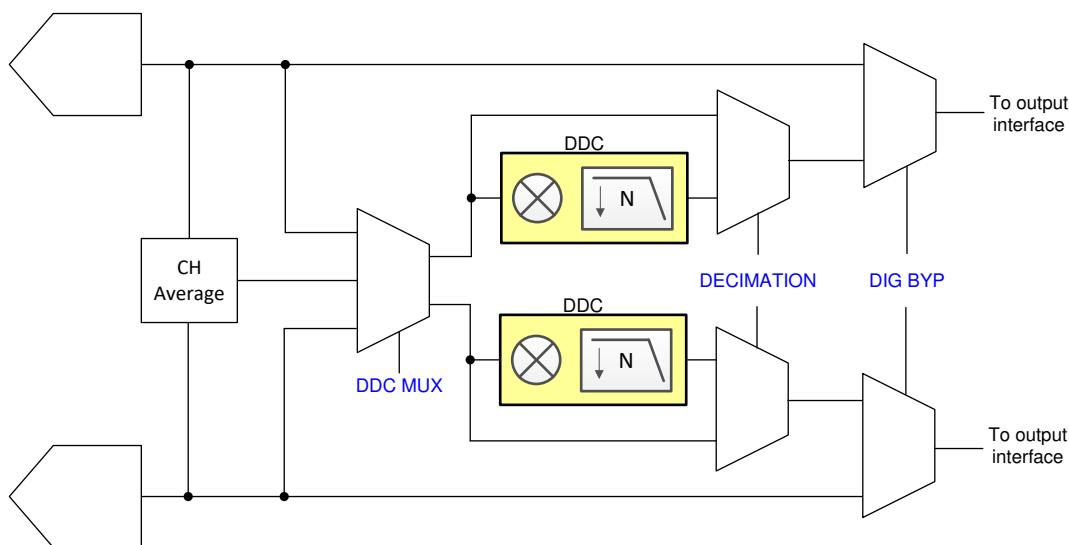 To output
interface
DDC
N
CH
Average
DECIMATION
DIG BYP
DDC
N
DDC MUX
To output
interface